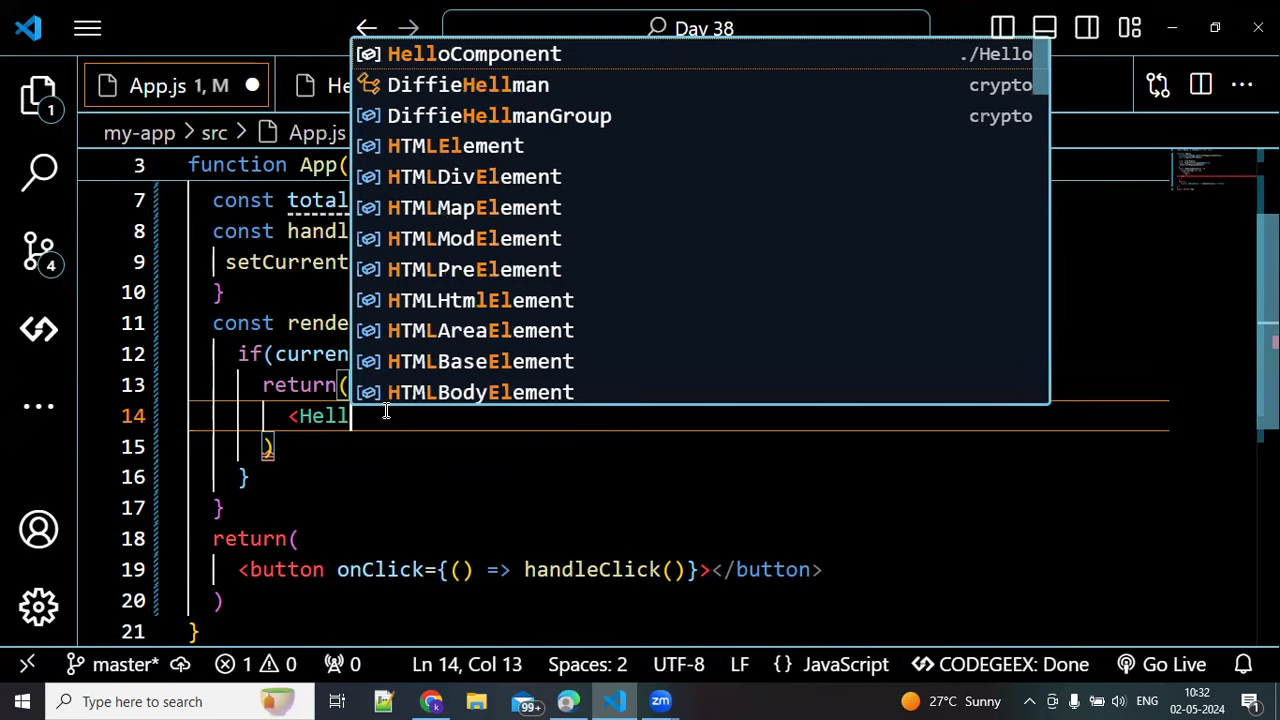 Day 38
App.js 1, M
He
my-app > src > App.js
HelloComponent ./Hello
DiffieHellman crypto
DiffieHellmanGroup crypto
HTMLElement
HTMLDivElement
HTMLMapElement
HTMLModElement
HTMLPreElement
HTMLHtmlElement
HTMLAreaElement
HTMLBaseElement
HTMLBodyElement
3 function App(
7 const total
8 const handl
9 setCurrent
10 }
11 const rende
12 if(curren
13 return(
14 <Hell
15 )
16 }
17 }
18 return(
19 <button onClick={() => handleClick()}></button>
20 )
21 }
1
4
master* 1 0 0 Ln 14, Col 13 Spaces: 2 UTF-8 LF {} JavaScript CODEGEEX: Done Go Live
Type here to search 99+ 27°C Sunny ENG 10:32
02-05-2024 1